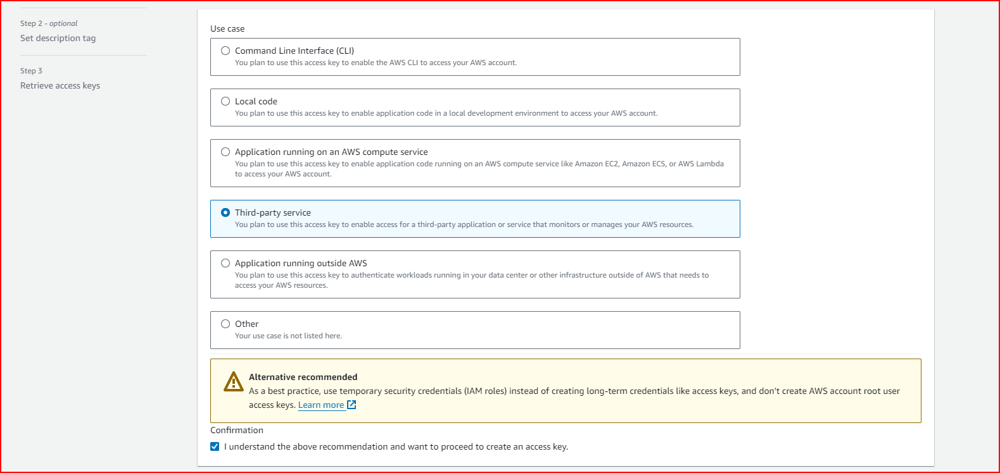 Step 2 - optional
Set description tag
Step 3
Retrieve access keys
Use case
Command Line Interface (CLI)
You plan to use this access key to enable the AWS CLI to access your AWS account.
Local code
You plan to use this access key to enable application code in a local development environment to access your AWS account.
Application running on an AWS compute service
You plan to use this access key to enable application code running on an AWS compute service like Amazon EC2, Amazon ECS, or AWS Lambda
to access your AWS account.
Third-party service
You plan to use this access key to enable access for a third-party application or service that monitors or manages your AWS resources.
Application running outside AWS
You plan to use this access key to authenticate workloads running in your data center or other infrastructure outside of AWS that needs to
access your AWS resources.
Other
Your use case is not listed here.
Alternative recommended
As a best practice, use temporary security credentials (IAM roles) instead of creating long-term credentials like access keys, and don't create AWS account root user
access keys. Learn more
Confirmation
I understand the above recommendation and want to proceed to create an access key.